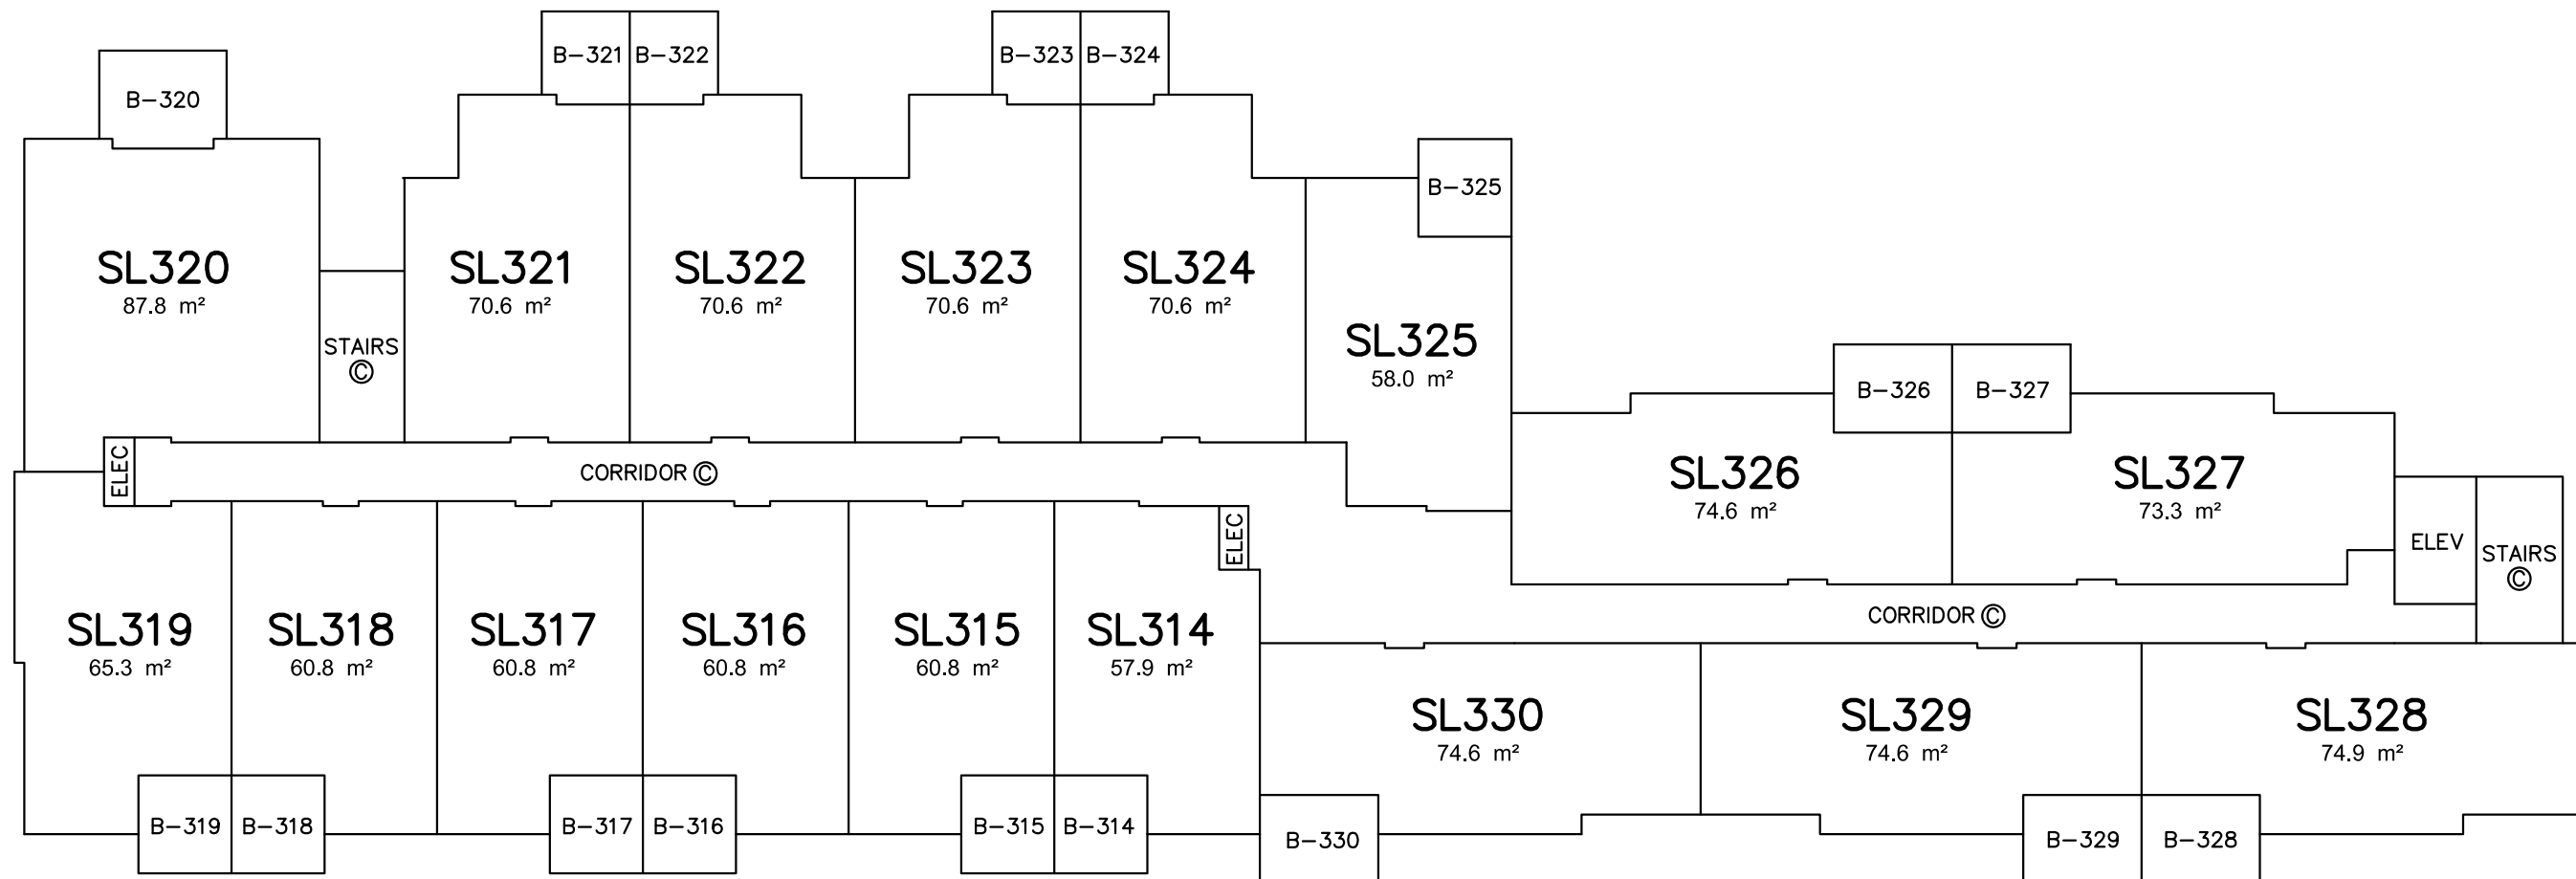 B-321
B-322
B-323
B-324
B-320
B-325
SL320
87.8 m²
SL321
70.6 m²
SL322
70.6 m²
SL323
70.6 m²
SL324
70.6 m²
STAIRS
©
SL325
58.0 m²
B-326
B-327
ELEC
CORRIDOR ©
SL326
74.6 m²
SL327
73.3 m²
ELEC
ELEV
STAIRS
©
CORRIDOR ©
SL319
65.3 m²
SL318
60.8 m²
SL317
60.8 m²
SL316
60.8 m²
SL315
60.8 m²
SL314
57.9 m²
SL330
74.6 m²
SL329
74.6 m²
SL328
74.9 m²
B-319
B-318
B-317
B-316
B-315
B-314
B-330
B-329
B-328